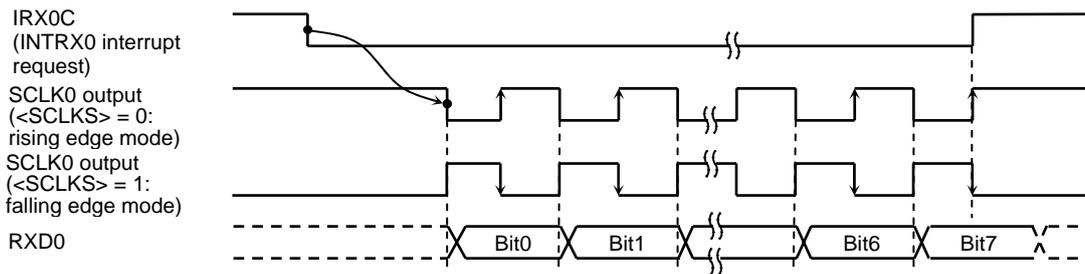 IRX0C
(INTRX0 interrupt
request)
SCLK0 output
(<SCLKS> = 0:
rising edge mode)
SCLK0 output
(<SCLKS> = 1:
falling edge mode)
RXD0
Bit0
Bit1
Bit6
Bit7